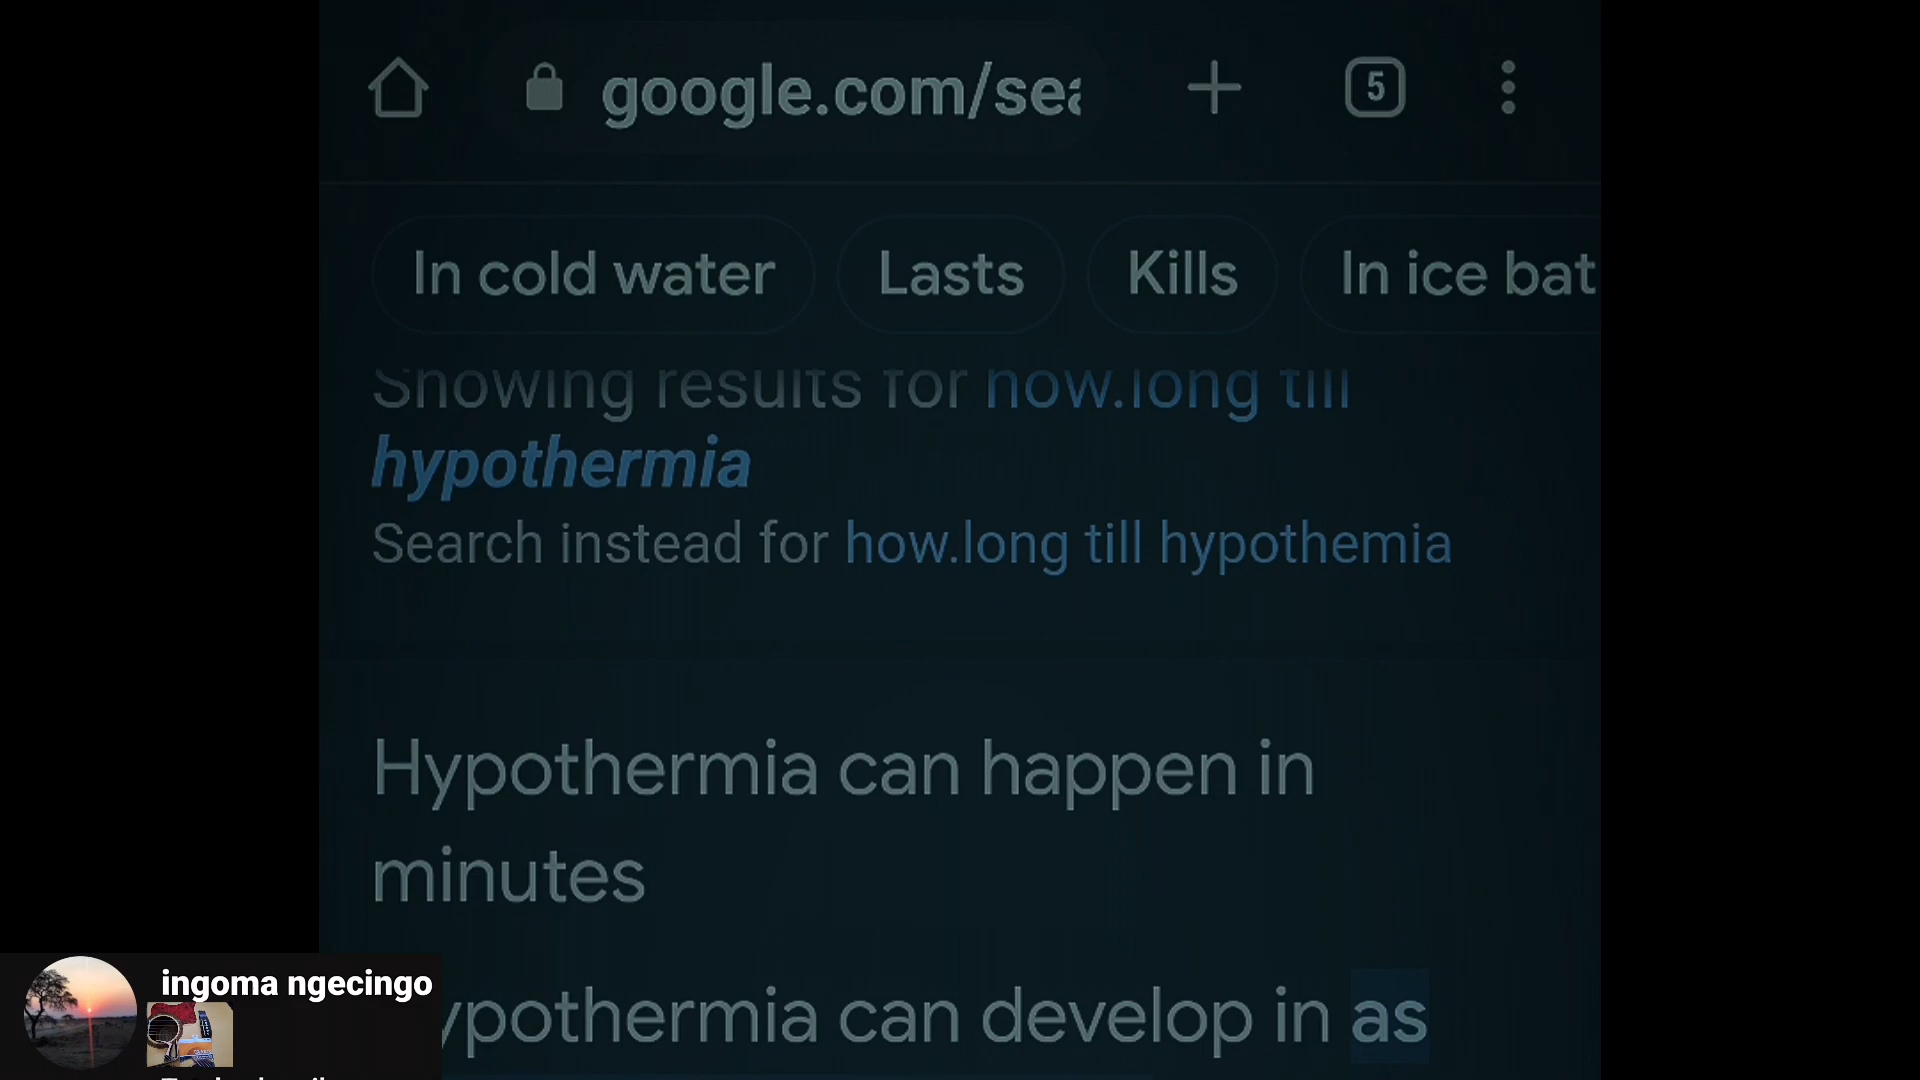 google.com/sea
5
In cold water
Lasts
Kills
In ice bat
Showing results for how.long till
hypothermia
Search instead for how.long till hypothemia
Hypothermia can happen in
minutes
ypothermia can develop in as
ingoma ngecingo